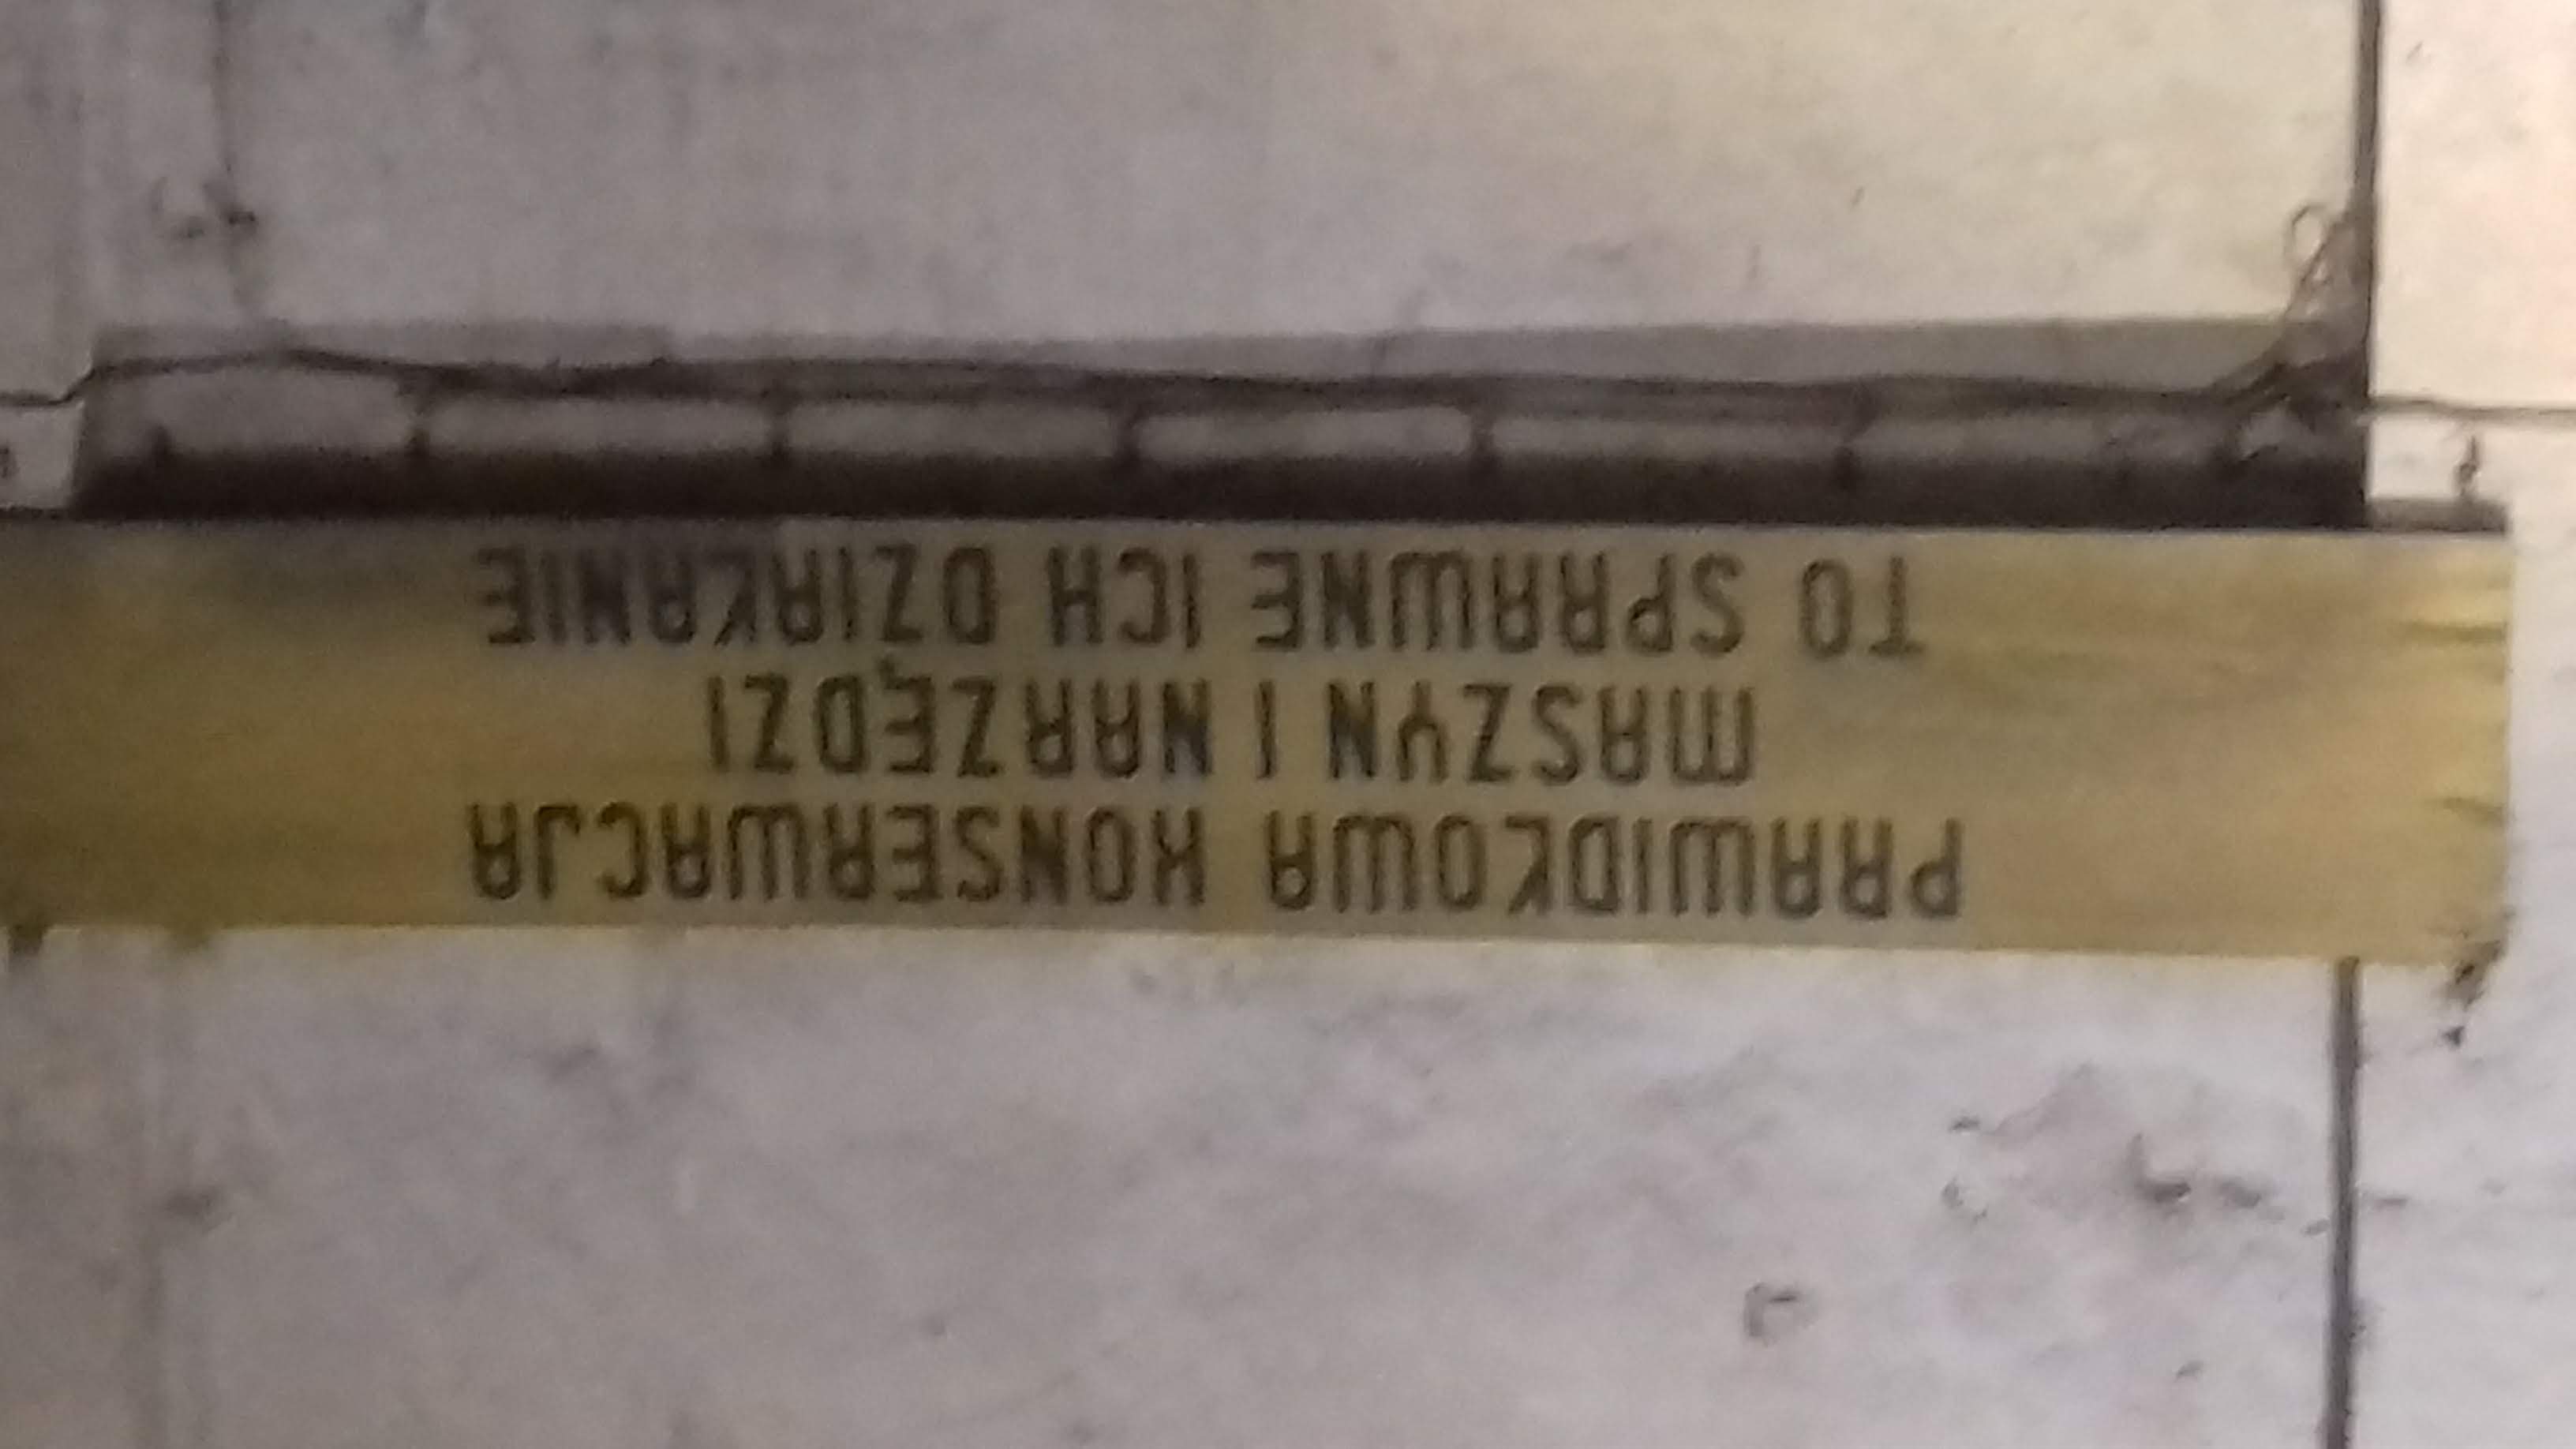 PRAWIDŁOWA KONSERWACJA
MASZYN I NARZĘDZI
TO SPRAWNE ICH DZIAŁANIE